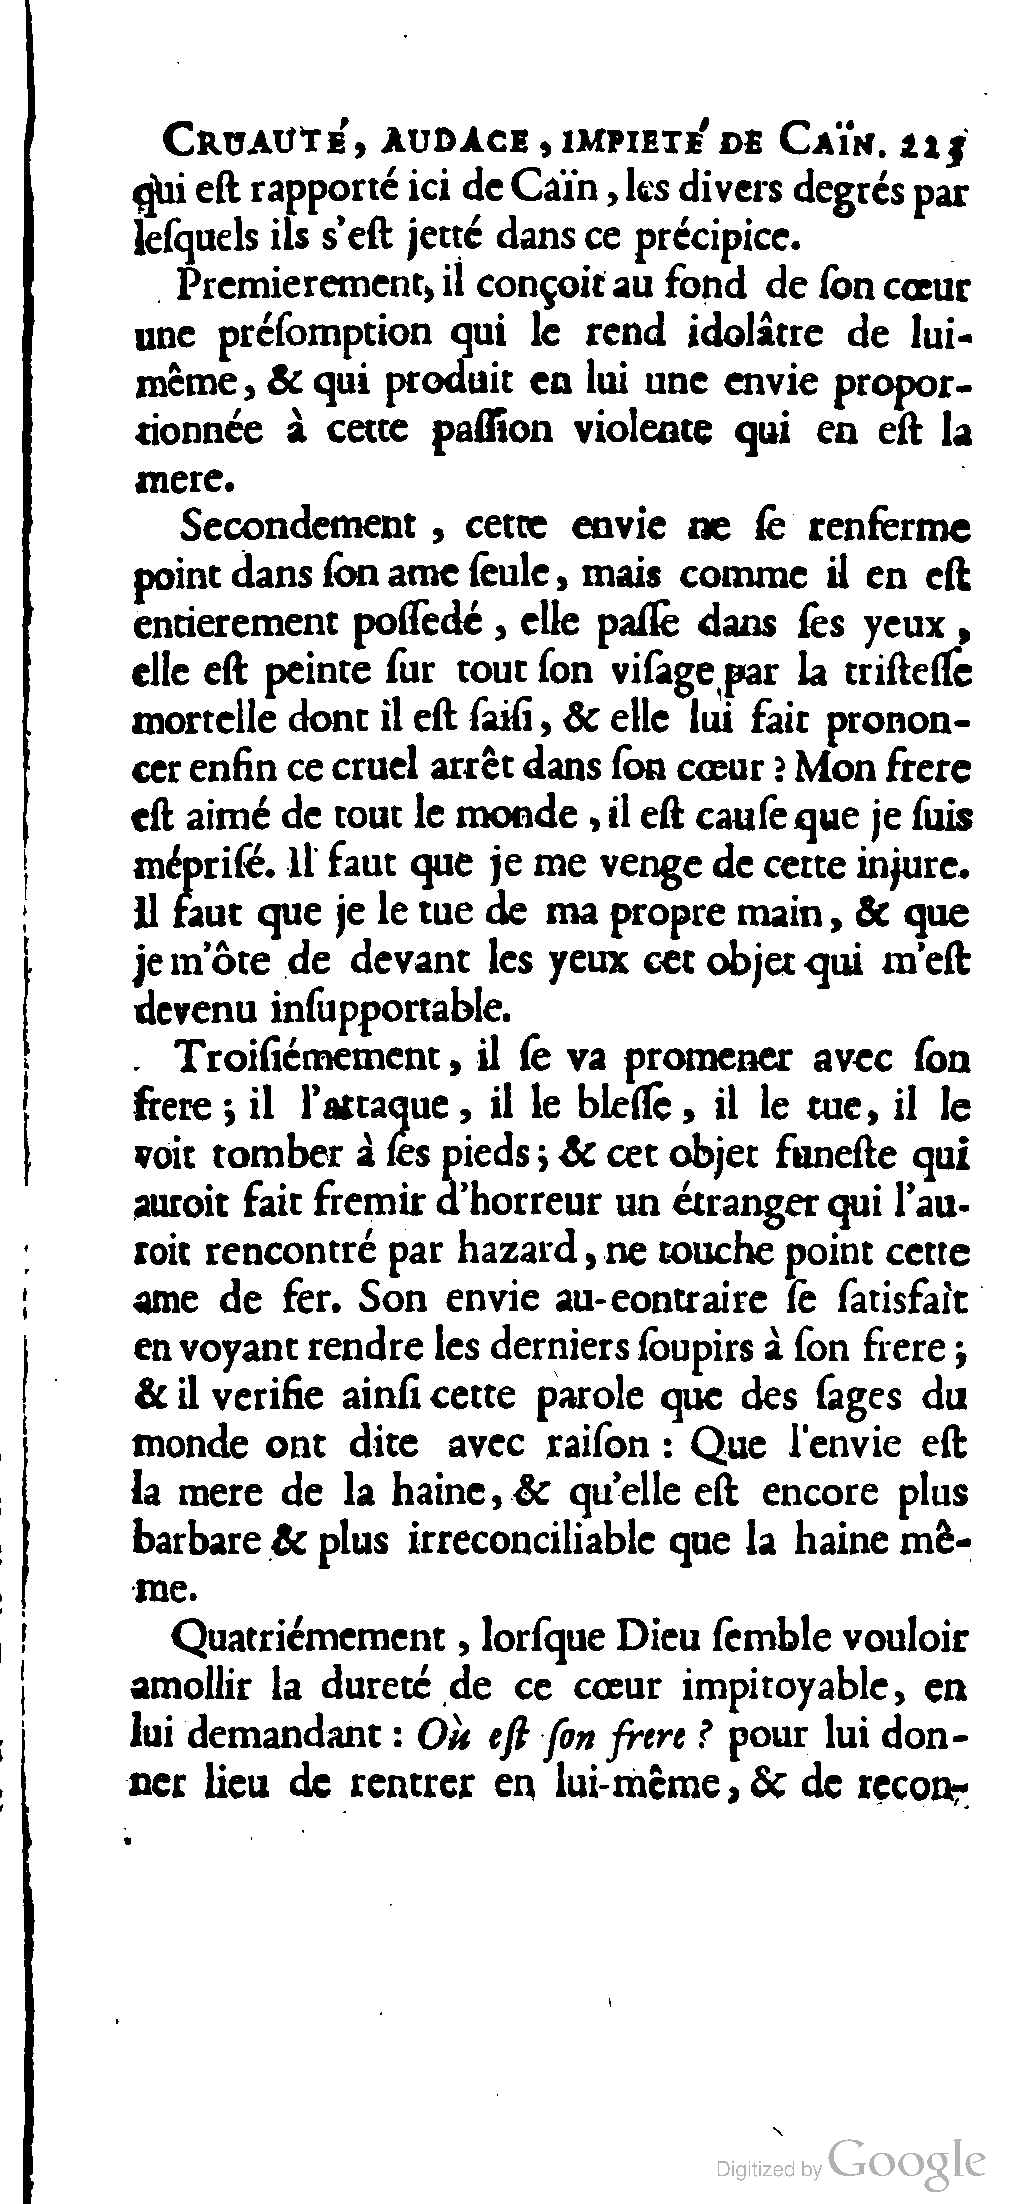 CRUAUTÉ, AUDACE, IMPIETÉ DE CAÏN. 225
qui eſt rapporté ici de Caïn, les divers degrés par
leſquels ils s'eſt jetté dans ce précipice.
Premierement, il conçoit au fond de ſon cœur
une préſomption qui le rend idolâtre de lui-
même, & qui produit en lui une envie propor-
tionnée à cette paſſion violente qui en eſt la
mere.
Secondement, cette envie ne ſe renferme
point dans ſon ame ſeule, mais comme il en eſt
entierement poſſedé, elle paſſe dans ſes yeux,
elle eſt peinte ſur tout ſon viſage par la triſteſſe
mortelle dont il eſt ſaiſi, & elle lui fait pronon-
cer enfin ce cruel arrêt dans ſon cœur ? Mon frere
eſt aimé de tout le monde, il eſt cauſe que je ſuis
mépriſé. Il faut que je me venge de cette injure.
Il faut que je le tue de ma propre main, & que
je m'ôte de devant les yeux cet objet qui m'eſt
devenu inſupportable.
Troiſiémement, il ſe va promener avec ſon
frere ; il l'attaque, il le bleſſe, il le tue, il le
voit tomber à ſes pieds ; & cet objet funeſte qui
auroit fait fremir d'horreur un étranger qui l'au-
roit rencontré par hazard, ne touche point cette
ame de fer. Son envie au-eontraire ſe ſatisfait
en voyant rendre les derniers ſoupirs à ſon frere ;
& il verifie ainſi cette parole que des ſages du
monde ont dite avec raiſon : Que l'envie eſt
la mere de la haine, & qu'elle eſt encore plus
barbare & plus irreconciliable que la haine mê-
me.
Quatriémement, lorſque Dieu ſemble vouloir
amollir la dureté de ce cœur impitoyable, en
lui demandant : Où eſt ſon frere ? pour lui don-
ner lieu de rentrer en lui-même, & de recon-
Digitized by Google